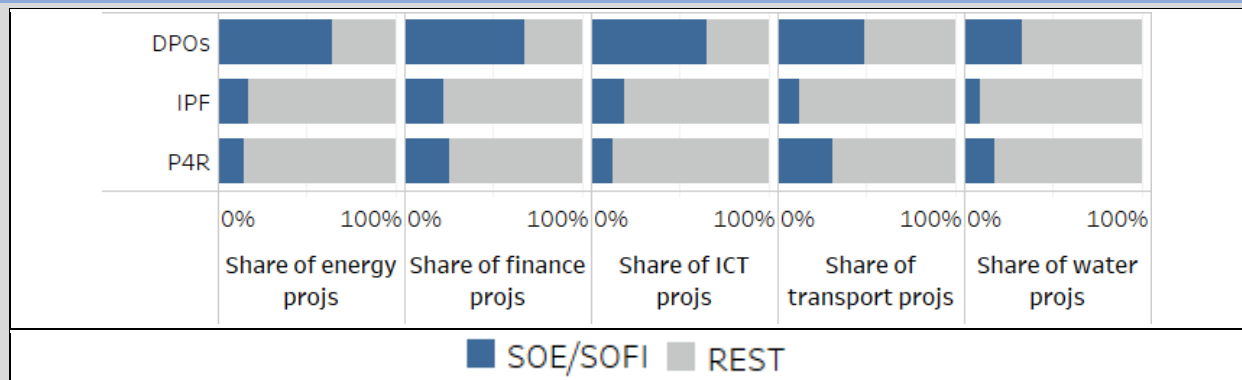 DPOs
IPF
P4R
0% 100% 0% 100% 0% 100% 0% 100% 0% 100%
Share of energy projs
Share of finance projs
Share of ICT projs
Share of transport projs
Share of water projs
SOE/SOFI REST